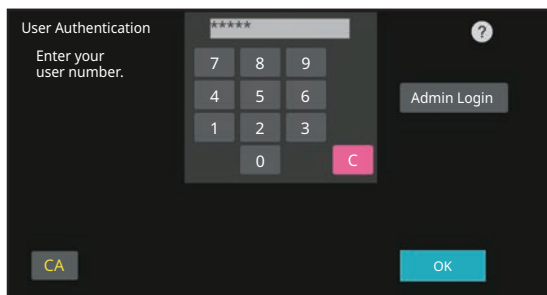 User Authentication
*****
?
Enter your
user number.
7 8 9
4 5 6
Admin Login
1 2 3
0 C
CA
OK